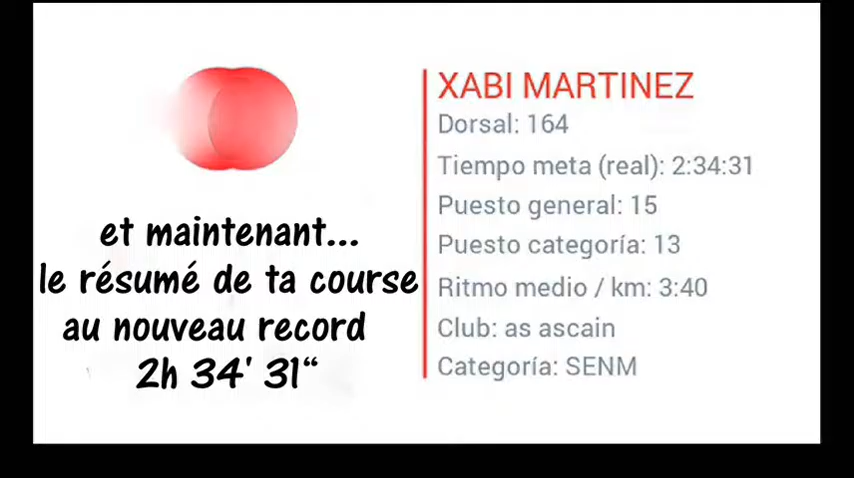 et maintenant...
le résumé de ta course
au nouveau record
2h 34' 31“
XABI MARTINEZ
Dorsal: 164
Tiempo meta (real): 2:34:31
Puesto general: 15
Puesto categoría: 13
Ritmo medio / km: 3:40
Club: as ascain
Categoría: SENM